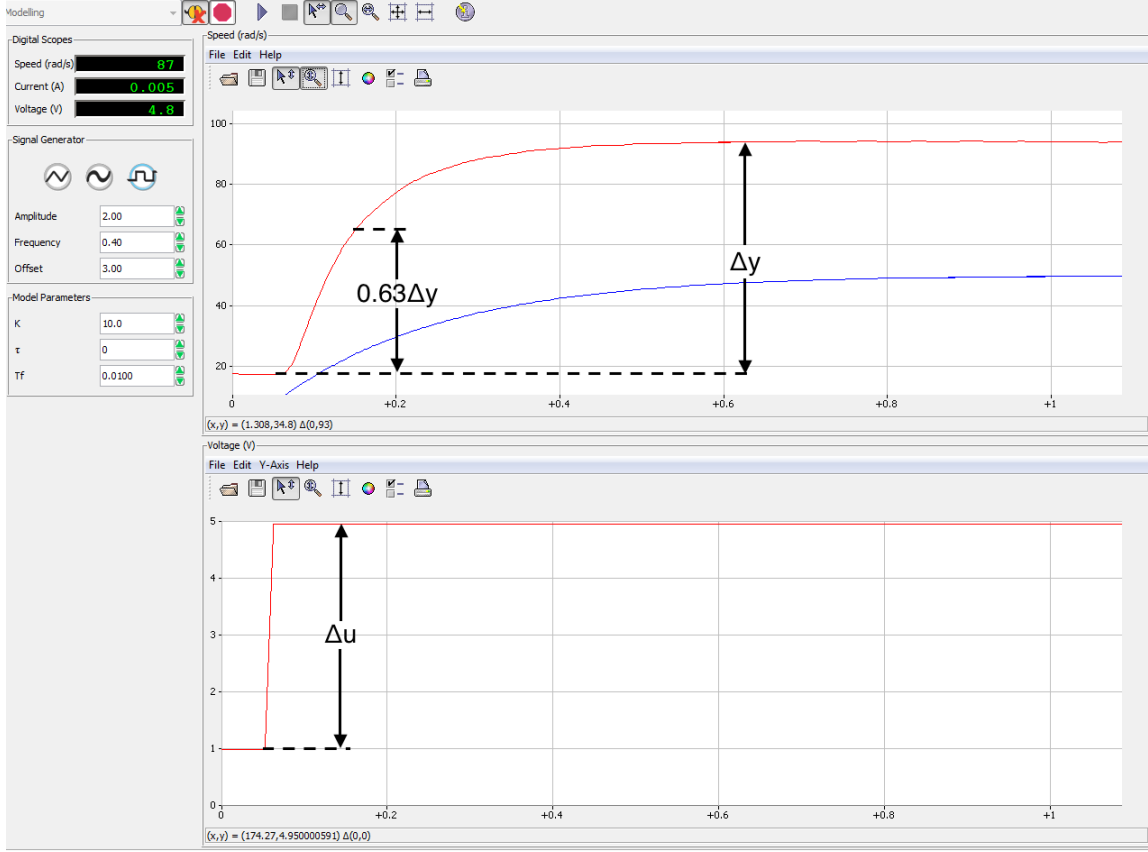 Modelling
Digital Scopes
Speed (rad/s) 87
Current (A) 0.005
Voltage (V) 4.8
Signal Generator
Amplitude 2.00
Frequency 0.40
Offset 3.00
Model Parameters
K 10.0
τ 0
Tf 0.0100
Speed (rad/s)
File Edit Help
100
80
60
40
20
0.63Δy
Δy
0 +0.2 +0.4 +0.6 +0.8 +1
(x,y) = (1.308,34.8) Δ(0,93)
Voltage (V)
File Edit Y-Axis Help
5
4
3
2
1
0
Δu
0 +0.2 +0.4 +0.6 +0.8 +1
(x,y) = (174.27,4.950000591) Δ(0,0)